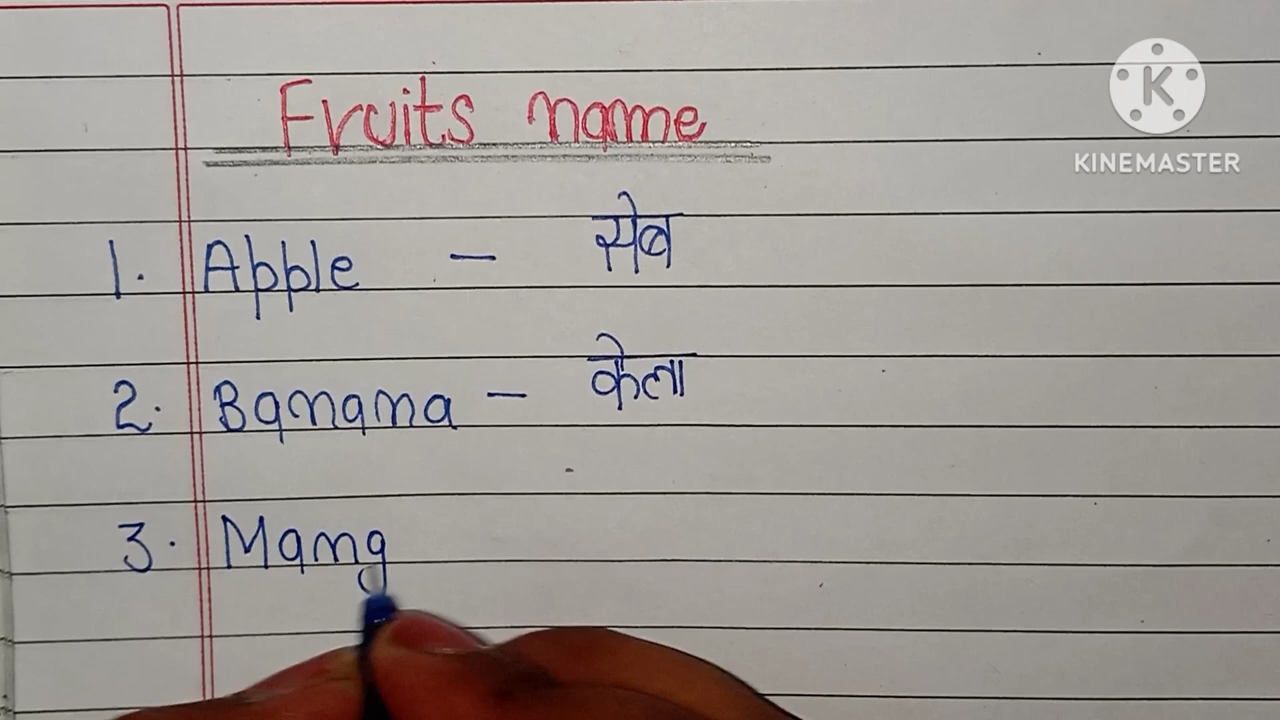 Fruits name
K
KINEMASTER
1. Apple – सेब
2. Banana – केला
3. Mang